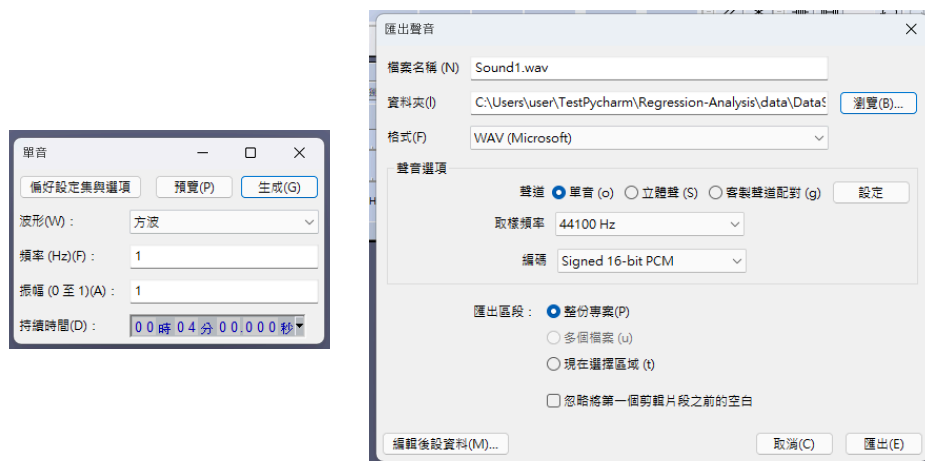 單音
偏好設定集與選項 預覽(P) 生成(G)
波形(W)： 方波
頻率 (Hz)(F)： 1
振幅 (0 至 1)(A)： 1
持續時間(D)： 00時04分00.000秒
匯出聲音
檔案名稱 (N) Sound1.wav
資料夾(I) C:\Users\user\TestPycharm\Regression-Analysis\data\Data 瀏覽(B)...
格式(F) WAV (Microsoft)
聲音選項
聲道 單音 (o) 立體聲 (S) 客製聲道配對 (g) 設定
取樣頻率 44100 Hz
編碼 Signed 16-bit PCM
匯出區段： 整份專案(P)
多個檔案 (u)
現在選擇區域 (t)
忽略將第一個剪輯片段之前的空白
編輯後設資料(M)... 取消(C) 匯出(E)